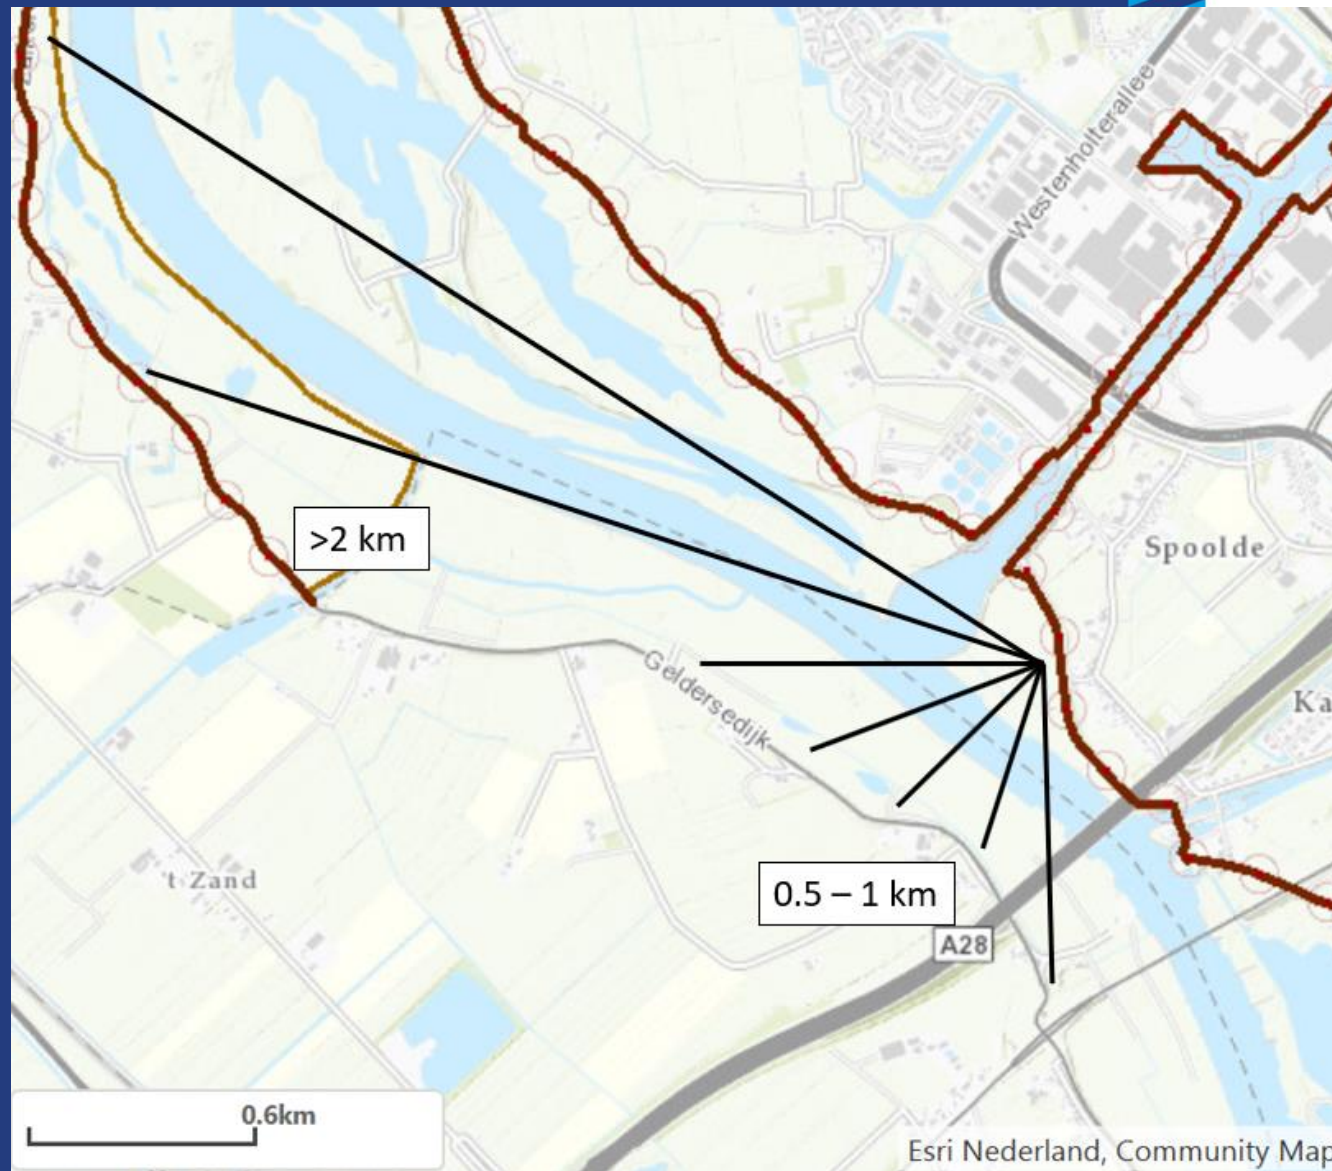 Westenholterallee
>2 km
Spoolde
Geldersedijk
Ka
't Zand
0.5 – 1 km
A28
0.6km
Esri Nederland, Community Map